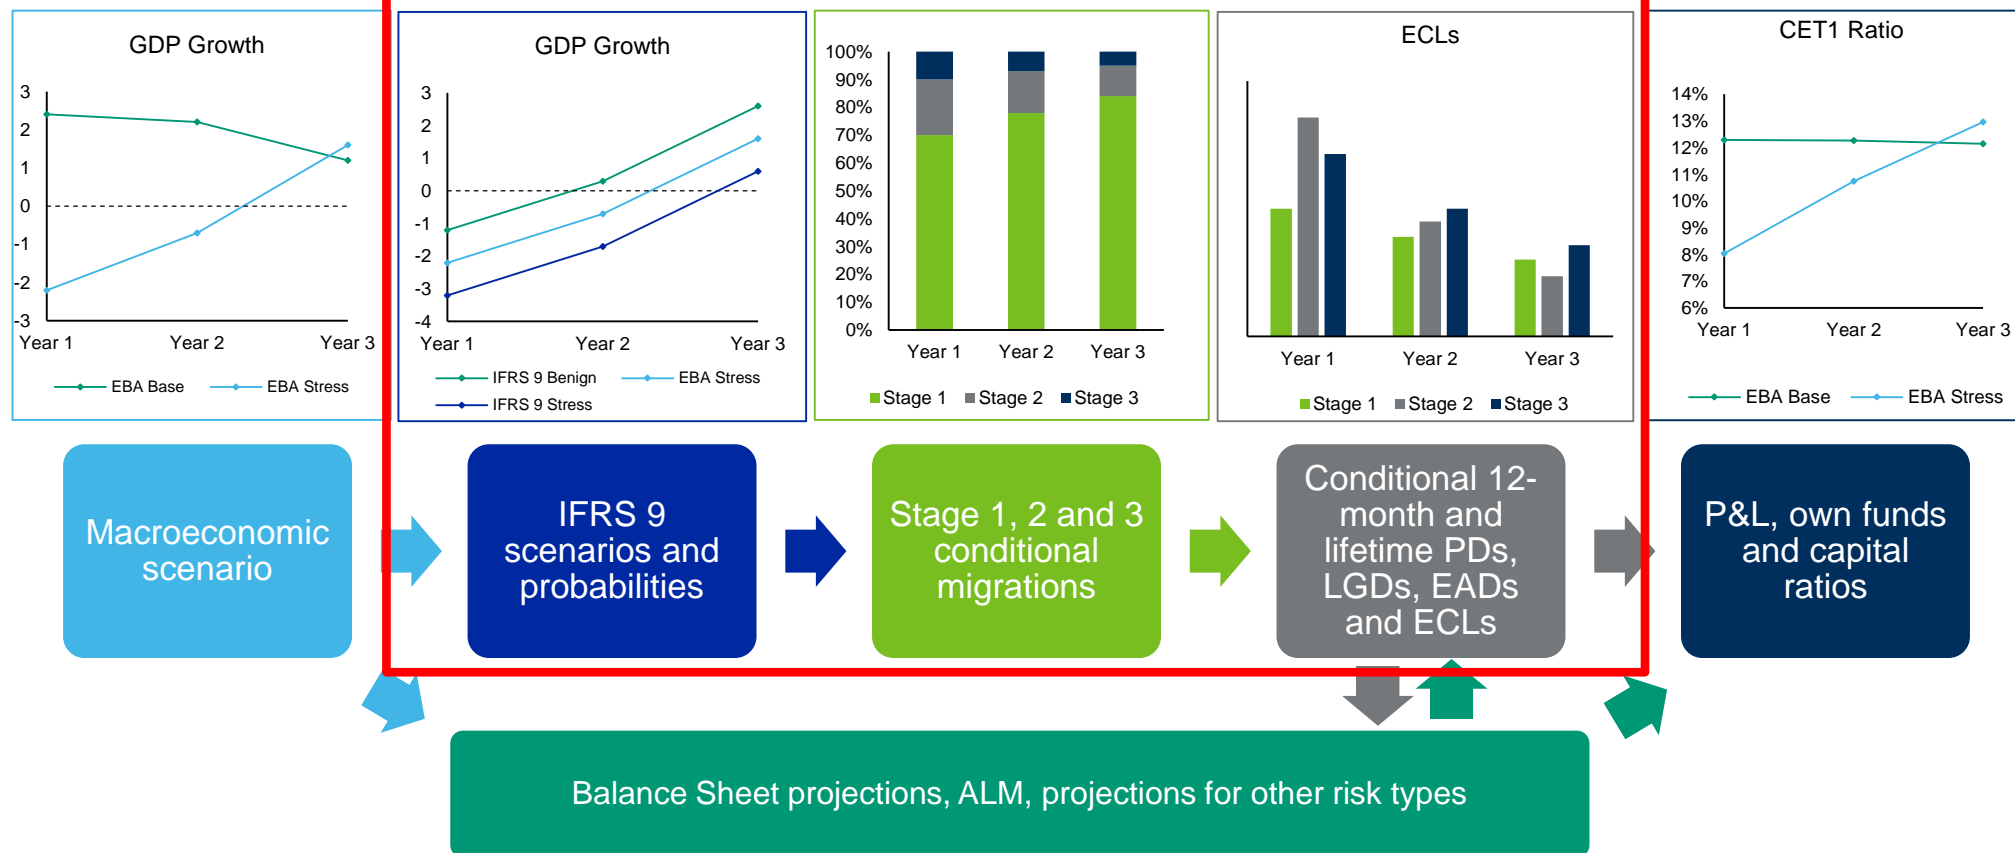 GDP Growth
3
2
1
0
-1
-2
-3
Year 1
Year 2
Year 3
EBA Base
EBA Stress
GDP Growth
3
2
1
0
-1
-2
-3
-4
Year 1
Year 2
Year 3
IFRS 9 Benign
EBA Stress
IFRS 9 Stress
100%
90%
80%
70%
60%
50%
40%
30%
20%
10%
0%
Year 1
Year 2
Year 3
Stage 1
Stage 2
Stage 3
ECLs
Year 1
Year 2
Year 3
Stage 1
Stage 2
Stage 3
CET1 Ratio
14%
13%
12%
11%
10%
9%
8%
7%
6%
Year 1
Year 2
Year 3
EBA Base
EBA Stress
Macroeconomic
scenario
IFRS 9
scenarios and
probabilities
Stage 1, 2 and 3
conditional
migrations
Conditional 12-
month and
lifetime PDs,
LGDs, EADs
and ECLs
P&L, own funds
and capital
ratios
Balance Sheet projections, ALM, projections for other risk types